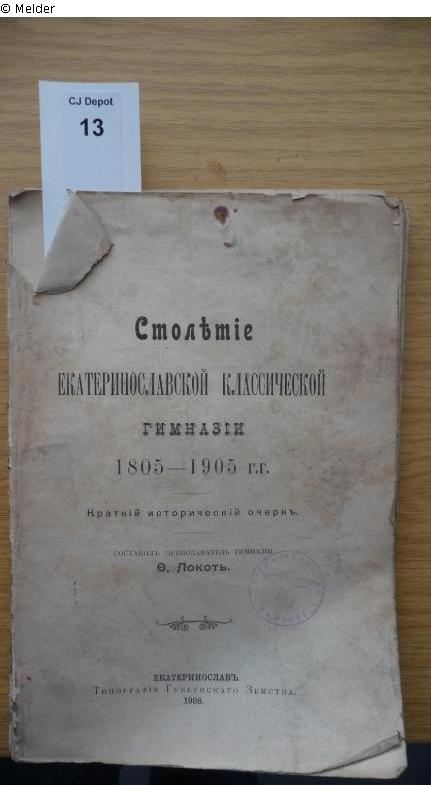 © Melder
CJ Depot
13
Столѣтіе
ЕКАТЕРИНОСЛАВСКОЙ КЛАССИЧЕСКОЙ
ГИМНАЗІИ
1805—1905 г.г.
Краткій историческій очеркъ.
СОСТАВИЛЪ ПРЕПОДАВАТЕЛЬ ГИМНАЗІИ
Ѳ. Локоть.
ЕКАТЕРИНОСЛАВЪ.
Типографія Губернскаго Земства.
1908.